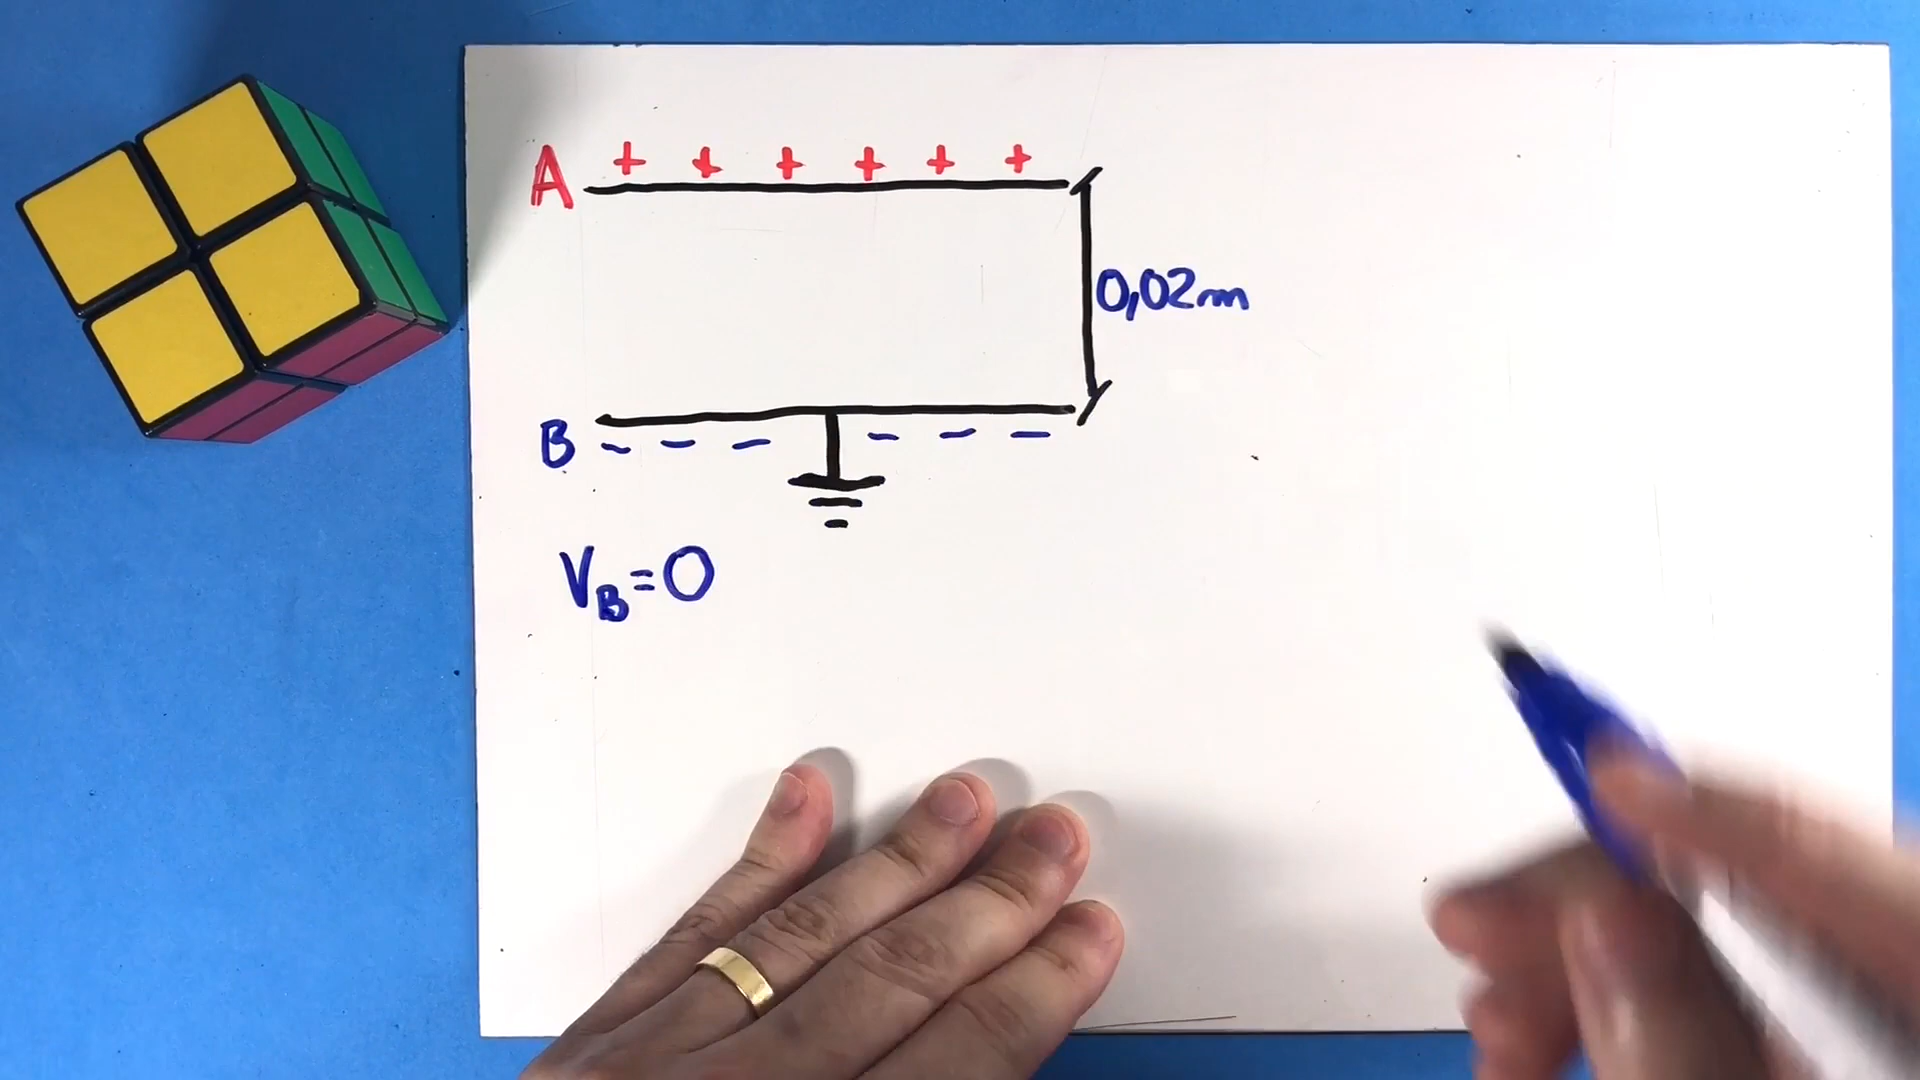 A + + + + + +
0,02m
B - - - - - -
V_B=0